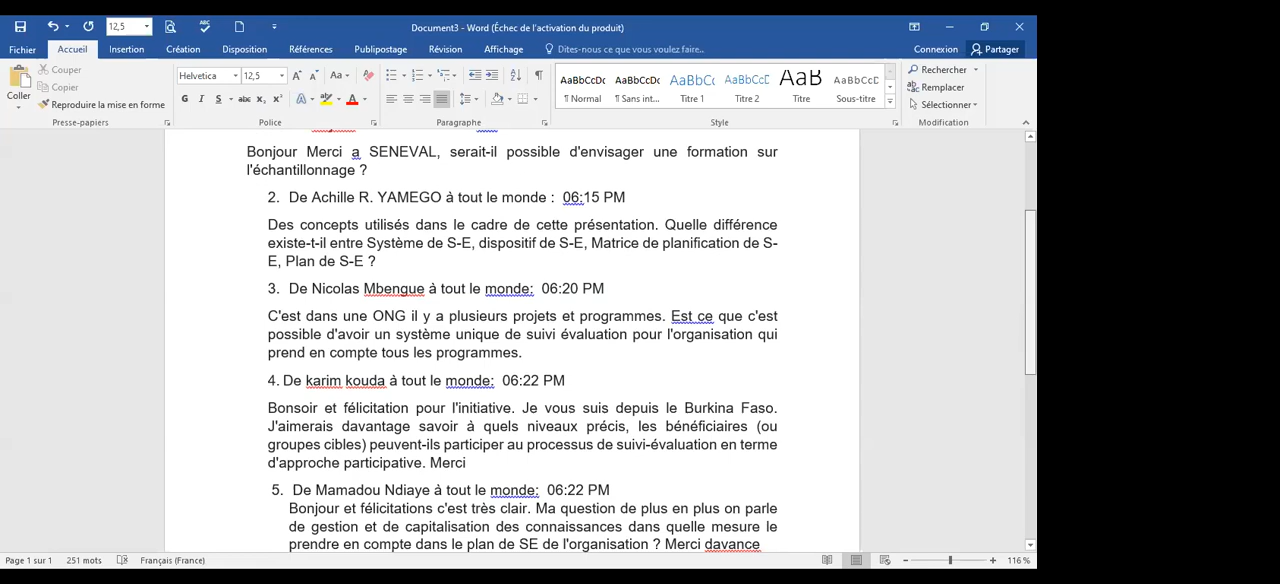 12,5
Document3 - Word (Échec de l'activation du produit)
Fichier Accueil Insertion Création Disposition Références Publipostage Révision Affichage Dites-nous ce que vous voulez faire... Connexion Partager
Coller
Couper
Copier
Reproduire la mise en forme
Presse-papiers
Helvetica 12,5
Police
Paragraphe
AaBbCcDc AaBbCcDc AaBbCc AaBbCcD AaB AaBbCcD
¶ Normal ¶ Sans int... Titre 1 Titre 2 Titre Sous-titre
Style
Rechercher
Remplacer
Sélectionner
Modification
Bonjour Merci a SENEVAL, serait-il possible d'envisager une formation sur
l'échantillonnage ?
2. De Achille R. YAMEGO à tout le monde : 06:15 PM
Des concepts utilisés dans le cadre de cette présentation. Quelle différence
existe-t-il entre Système de S-E, dispositif de S-E, Matrice de planification de S-
E, Plan de S-E ?
3. De Nicolas Mbengue à tout le monde: 06:20 PM
C'est dans une ONG il y a plusieurs projets et programmes. Est ce que c'est
possible d'avoir un système unique de suivi évaluation pour l'organisation qui
prend en compte tous les programmes.
4. De karim kouda à tout le monde: 06:22 PM
Bonsoir et félicitation pour l'initiative. Je vous suis depuis le Burkina Faso.
J'aimerais davantage savoir à quels niveaux précis, les bénéficiaires (ou
groupes cibles) peuvent-ils participer au processus de suivi-évaluation en terme
d'approche participative. Merci
5. De Mamadou Ndiaye à tout le monde: 06:22 PM
Bonjour et félicitations c'est très clair. Ma question de plus en plus on parle
de gestion et de capitalisation des connaissances dans quelle mesure le
prendre en compte dans le plan de SE de l'organisation ? Merci davance
Page 1 sur 1 251 mots Français (France) 116 %